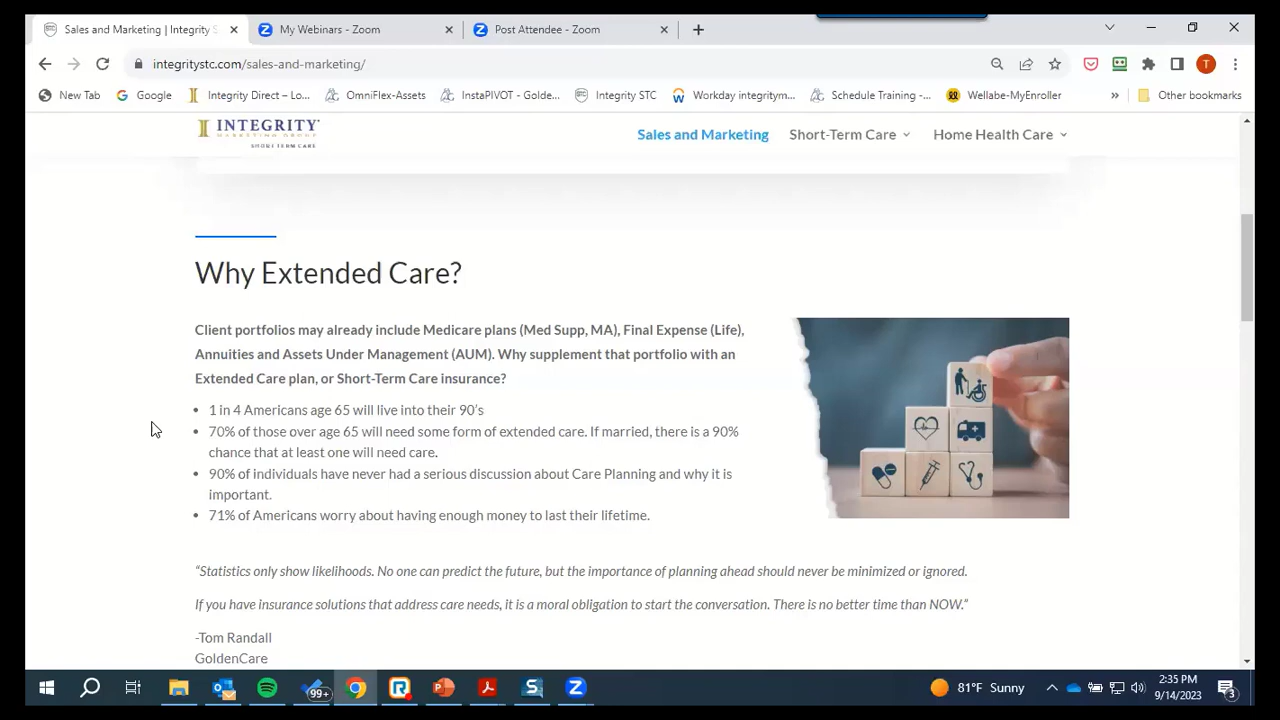 Sales and Marketing | Integrity S
My Webinars - Zoom
Post Attendee - Zoom
integritystc.com/sales-and-marketing/
T
New Tab
Google
Integrity Direct – Lo...
OmniFlex-Assets
InstaPIVOT - Golde...
Integrity STC
Workday integritym...
Schedule Training -...
Wellabe-MyEnroller
»
Other bookmarks
INTEGRITY
MARKETING GROUP
SHORT TERM CARE
Sales and Marketing
Short-Term Care
Home Health Care
Why Extended Care?
Client portfolios may already include Medicare plans (Med Supp, MA), Final Expense (Life),
Annuities and Assets Under Management (AUM). Why supplement that portfolio with an
Extended Care plan, or Short-Term Care insurance?
• 1 in 4 Americans age 65 will live into their 90's
• 70% of those over age 65 will need some form of extended care. If married, there is a 90%
chance that at least one will need care.
• 90% of individuals have never had a serious discussion about Care Planning and why it is
important.
• 71% of Americans worry about having enough money to last their lifetime.
“Statistics only show likelihoods. No one can predict the future, but the importance of planning ahead should never be minimized or ignored.
If you have insurance solutions that address care needs, it is a moral obligation to start the conversation. There is no better time than NOW.”
-Tom Randall
GoldenCare
99+
81°F Sunny
2:35 PM
9/14/2023
3